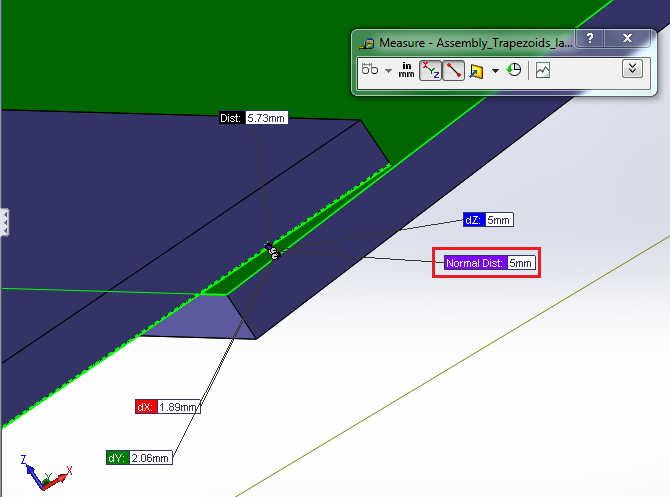 Measure - Assembly_Trapezoids_la...
?
in
mm
X
Y
Z
Dist: 5.73mm
dZ: 5mm
Normal Dist: 5mm
dX: 1.89mm
dY: 2.06mm
Z
Y
X